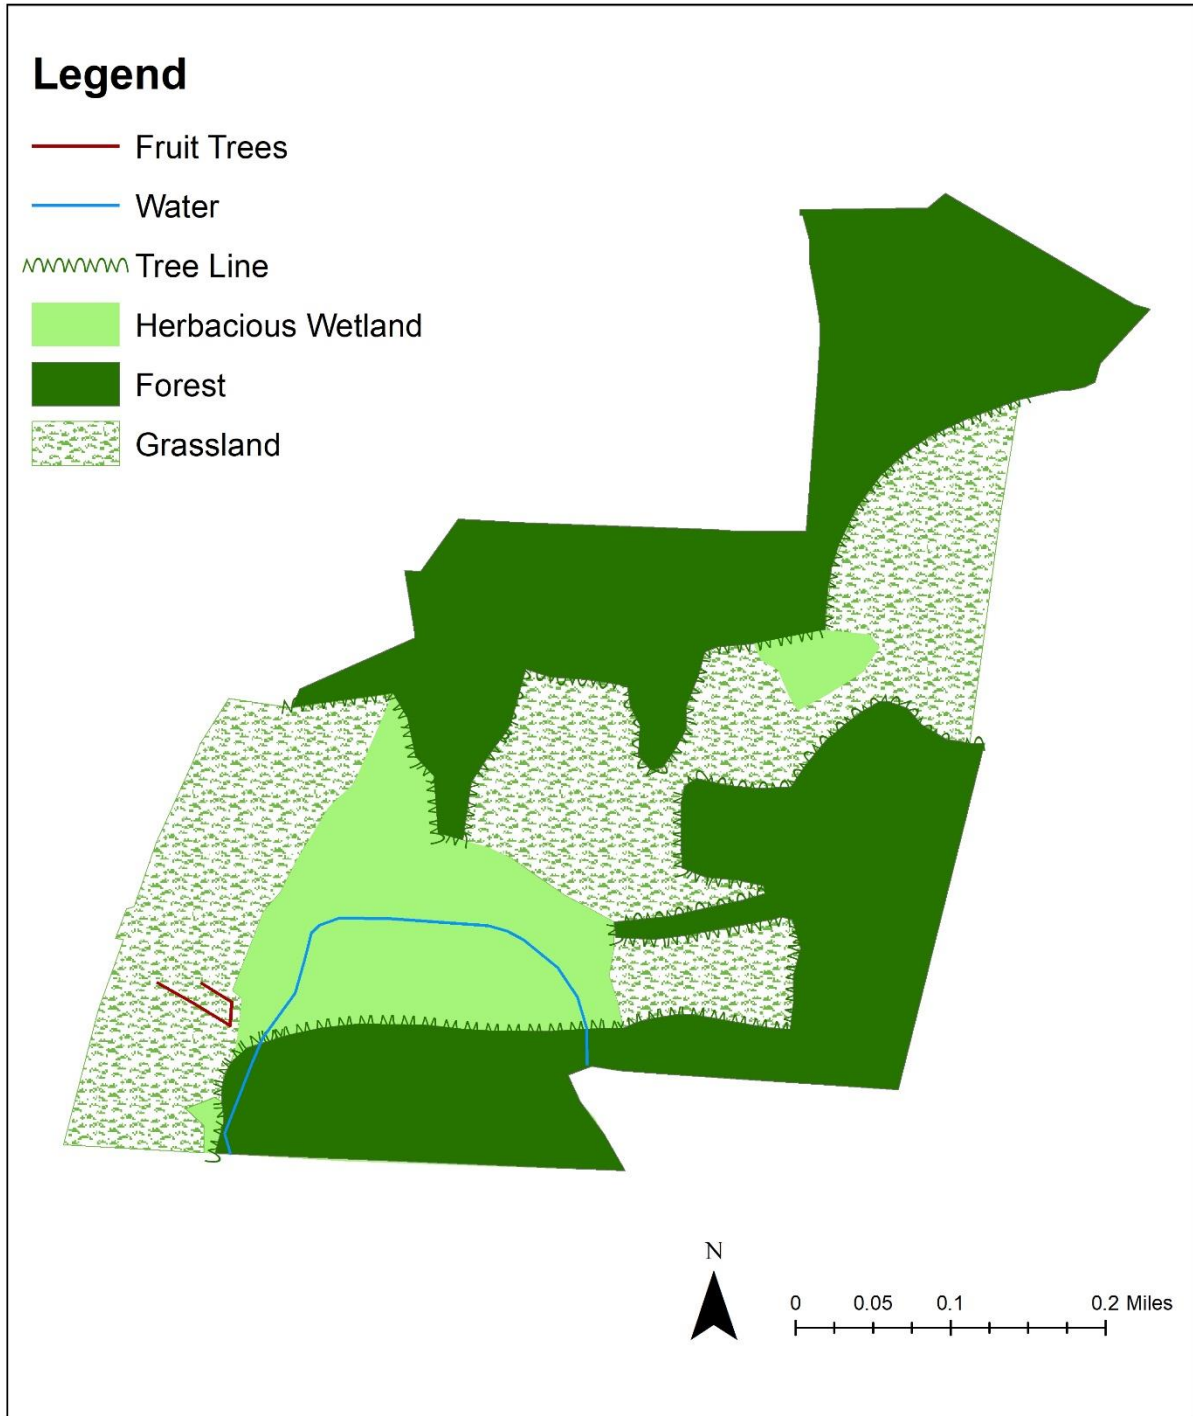 Legend
Fruit Trees
Water
Tree Line
Herbacious Wetland
Forest
Grassland
N
0 0.05 0.1 0.2 Miles